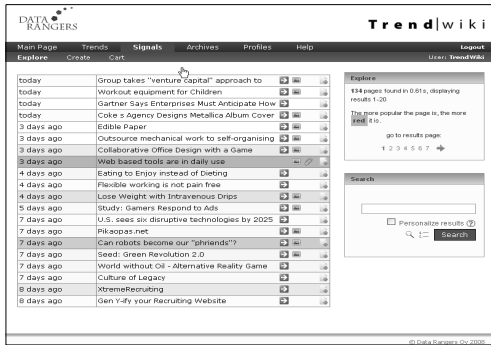 DATA
RANGERS
Trend|wiki
Main Page Trends Signals Archives Profiles Help Logout
Explore Create Cart User: TrendWiki
today Group takes "venture capital" approach to
today Workout equipment for Children
today Gartner Says Enterprises Must Anticipate How
today Coke s Agency Designs Metallica Album Cover
3 days ago Edible Paper
3 days ago Outsource mechanical work to self-organising
3 days ago Collaborative Office Design with a Game
3 days ago Web based tools are in daily use
4 days ago Eating to Enjoy instead of Dieting
4 days ago Flexible working is not pain free
4 days ago Lose Weight with Intravenous Drips
5 days ago Study: Gamers Respond to Ads
7 days ago U.S. sees six disruptive technologies by 2025
7 days ago Pikaopas.net
7 days ago Can robots become our "phriends"?
7 days ago Seed: Green Revolution 2.0
7 days ago World without Oil - Alternative Reality Game
7 days ago Culture of Legacy
8 days ago XtremeRecruiting
8 days ago Gen Y-ify your Recruiting Website
Explore
134 pages found in 0.61s, displaying
results 1-20.
The more popular the page is, the more
red it is.
go to results page:
1 2 3 4 5 6 7
Search
Personalize results (?)
Search
© Data Rangers Oy 2008